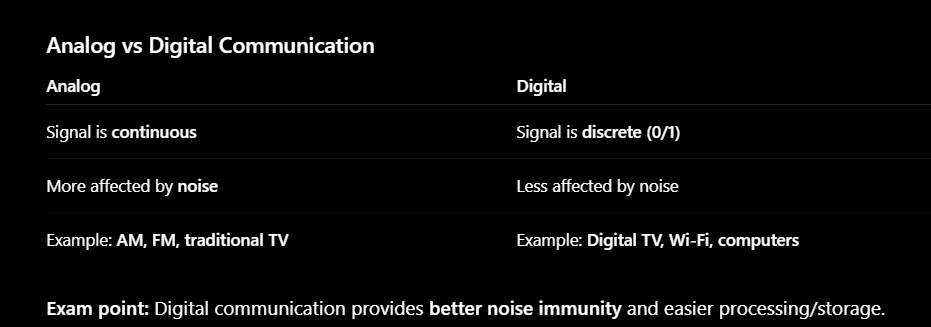 Analog vs Digital Communication
Analog Digital
Signal is continuous Signal is discrete (0/1)
More affected by noise Less affected by noise
Example: AM, FM, traditional TV Example: Digital TV, Wi-Fi, computers
Exam point: Digital communication provides better noise immunity and easier processing/storage.